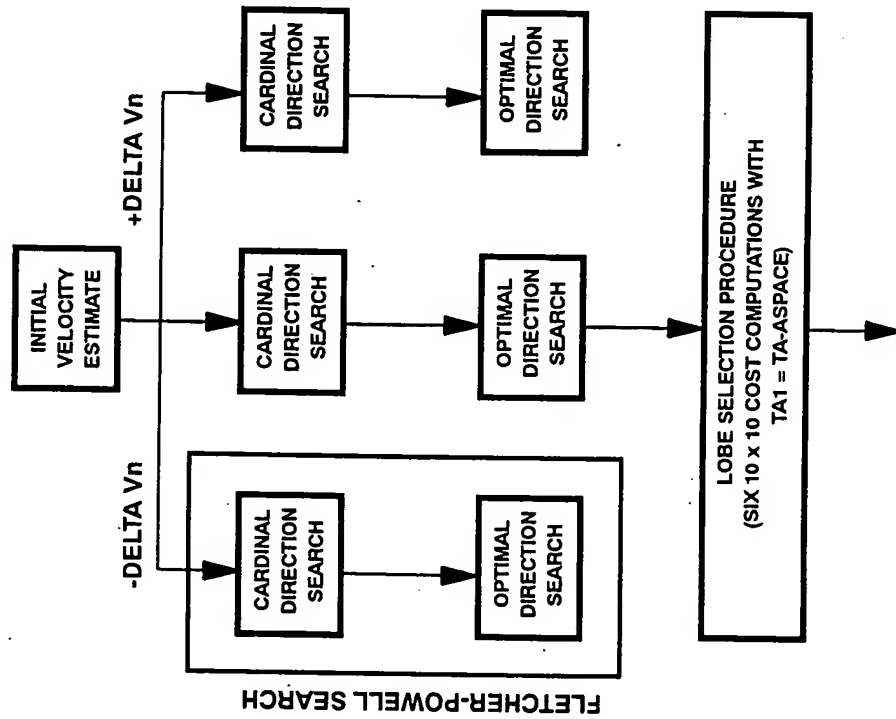 INITIAL
VELOCITY
ESTIMATE
-DELTA Vn
+DELTA Vn
CARDINAL
DIRECTION
SEARCH
CARDINAL
DIRECTION
SEARCH
CARDINAL
DIRECTION
SEARCH
OPTIMAL
DIRECTION
SEARCH
OPTIMAL
DIRECTION
SEARCH
OPTIMAL
DIRECTION
SEARCH
FLETCHER-POWELL SEARCH
LOBE SELECTION PROCEDURE
(SIX 10 x 10 COST COMPUTATIONS WITH
TA1 = TA-ASPACE)